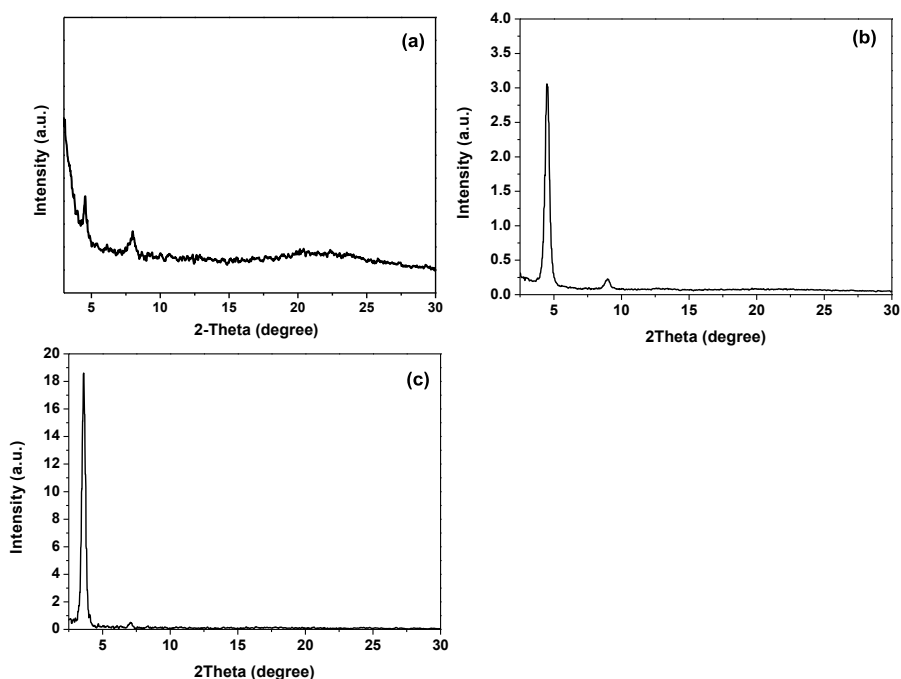 (a)
Intensity (a.u.)
5 10 15 20 25 30
2-Theta (degree)
(b)
4.0
3.5
3.0
2.5
2.0
1.5
1.0
0.5
0.0
Intensity (a.u.)
5 10 15 20 25 30
2Theta (degree)
(c)
20
18
16
14
12
10
8
6
4
2
0
Intensity (a.u.)
5 10 15 20 25 30
2Theta (degree)